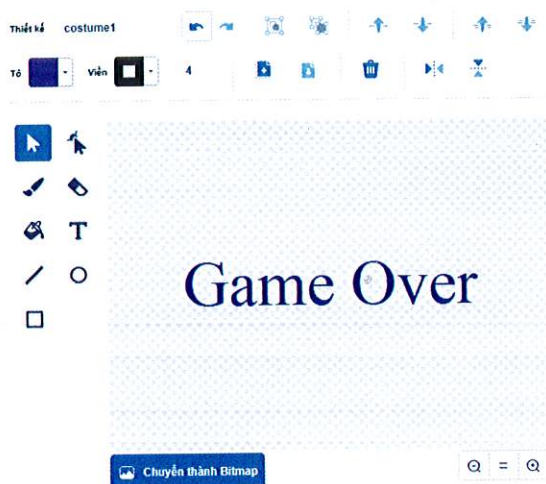 Thiết kế costume1
Tô Viền 4
T
Game Over
Chuyển thành Bitmap